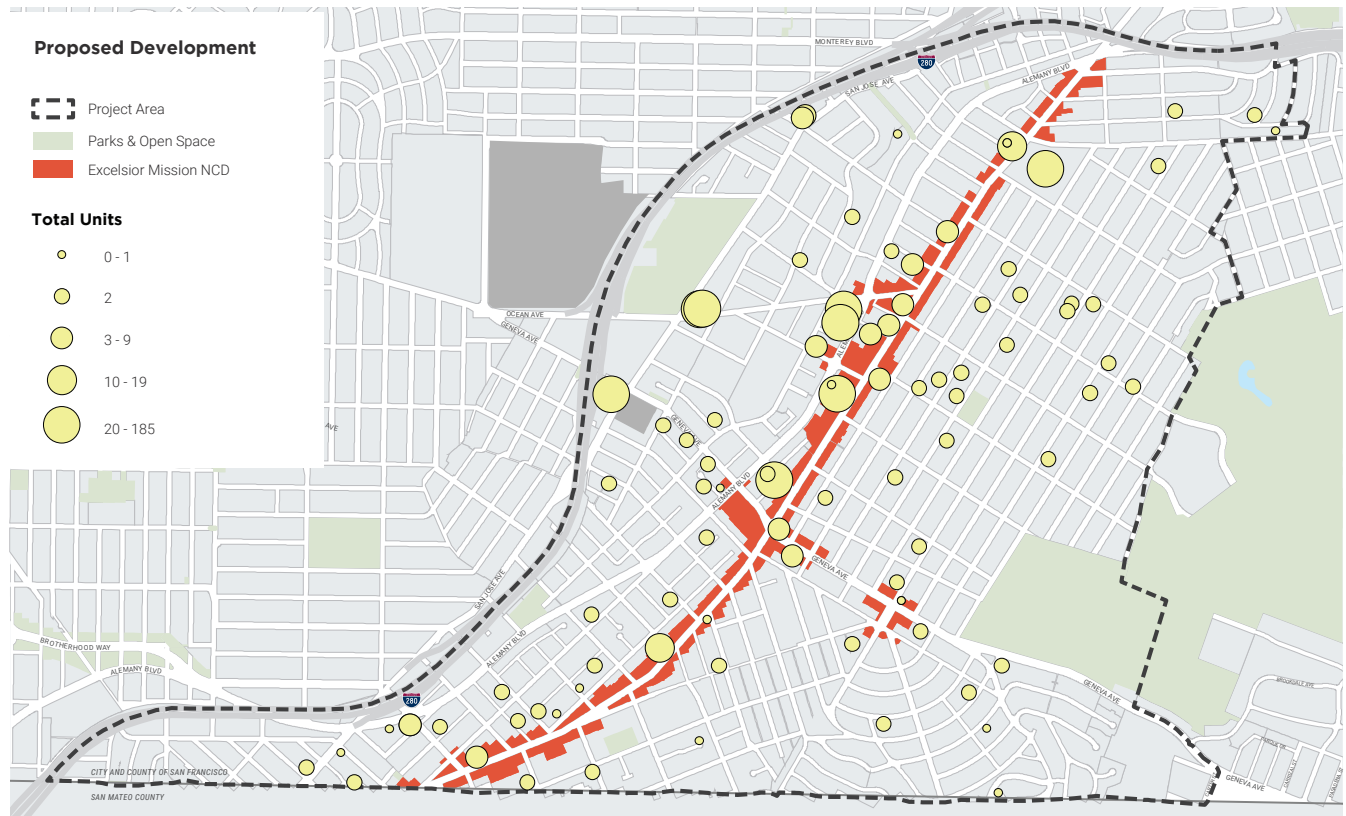 Proposed Development
Project Area
Parks & Open Space
Excelsior Mission NCD
Total Units
0 - 1
2
3 - 9
10 - 19
20 - 185
MONTEREY BLVD
280
SAN JOSE AVE
ALEMANY BLVD
OCEAN AVE
GENEVA AVE
ALEM
AVE
GENEVA AVE
ALEMANY BLVD
GENEVA AVE
SAN JOSE AVE
ALEMANY BLVD
BROTHERHOOD WAY
ALEMANY BLVD
280
GENEVA AVE
CITY AND COUNTY OF SAN FRANCISCO
SAN MATEO COUNTY
GENEVA AVE